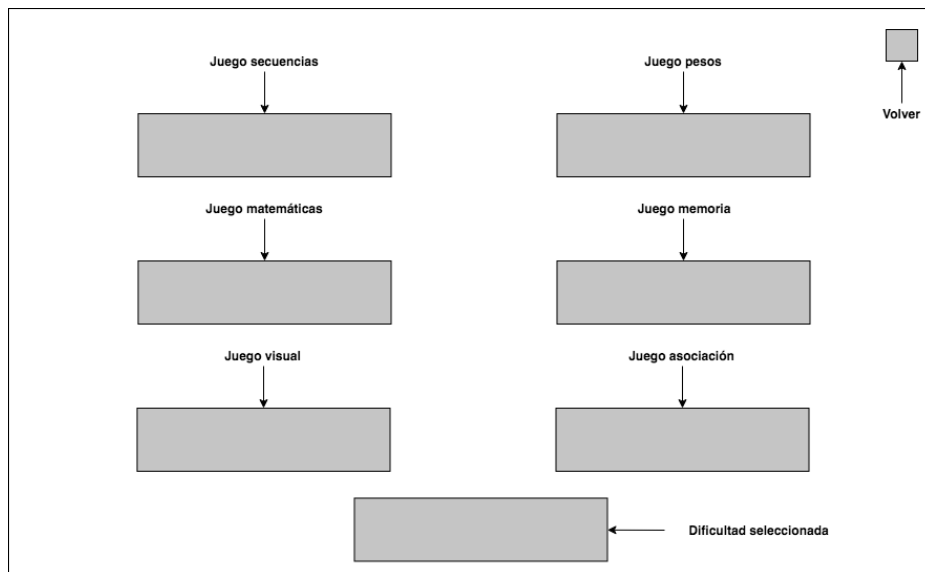 Juego secuencias
Juego pesos
Volver
Juego matemáticas
Juego memoria
Juego visual
Juego asociación
Dificultad seleccionada